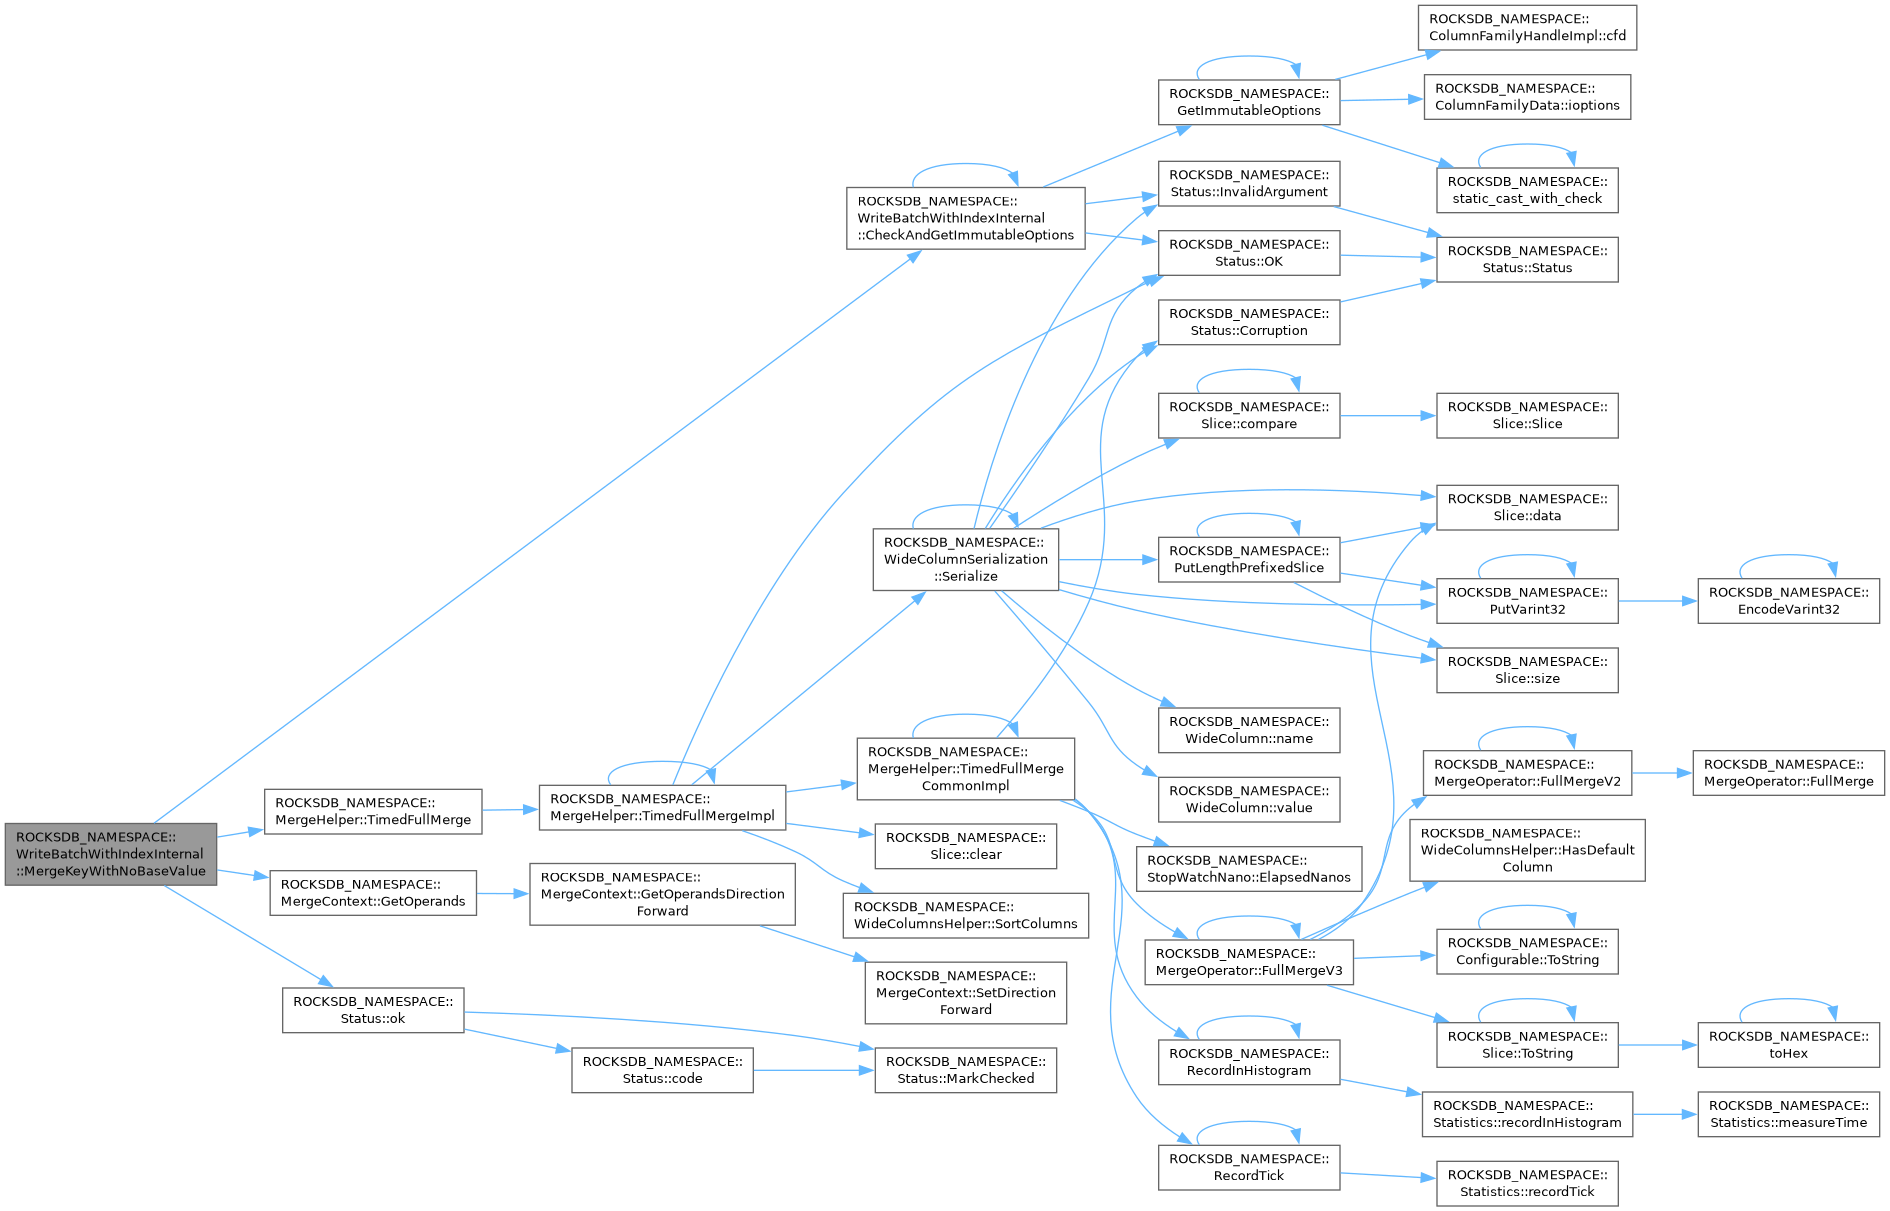 ROCKSDB_NAMESPACE::
WriteBatchWithIndexInternal
::MergeKeyWithNoBaseValue
ROCKSDB_NAMESPACE::
WriteBatchWithIndexInternal
::CheckAndGetImmutableOptions
ROCKSDB_NAMESPACE::
GetImmutableOptions
ROCKSDB_NAMESPACE::
ColumnFamilyHandleImpl::cfd
ROCKSDB_NAMESPACE::
ColumnFamilyData::ioptions
ROCKSDB_NAMESPACE::
static_cast_with_check
ROCKSDB_NAMESPACE::
Status::InvalidArgument
ROCKSDB_NAMESPACE::
Status::OK
ROCKSDB_NAMESPACE::
Status::Status
ROCKSDB_NAMESPACE::
Status::Corruption
ROCKSDB_NAMESPACE::
Slice::compare
ROCKSDB_NAMESPACE::
Slice::Slice
ROCKSDB_NAMESPACE::
WideColumnSerialization
::Serialize
ROCKSDB_NAMESPACE::
Slice::data
ROCKSDB_NAMESPACE::
PutLengthPrefixedSlice
ROCKSDB_NAMESPACE::
PutVarint32
ROCKSDB_NAMESPACE::
EncodeVarint32
ROCKSDB_NAMESPACE::
Slice::size
ROCKSDB_NAMESPACE::
WideColumn::name
ROCKSDB_NAMESPACE::
WideColumn::value
ROCKSDB_NAMESPACE::
MergeHelper::TimedFullMerge
ROCKSDB_NAMESPACE::
MergeHelper::TimedFullMergeImpl
ROCKSDB_NAMESPACE::
MergeHelper::TimedFullMerge
CommonImpl
ROCKSDB_NAMESPACE::
Slice::clear
ROCKSDB_NAMESPACE::
WideColumnsHelper::SortColumns
ROCKSDB_NAMESPACE::
StopWatchNano::ElapsedNanos
ROCKSDB_NAMESPACE::
MergeOperator::FullMergeV3
ROCKSDB_NAMESPACE::
MergeOperator::FullMergeV2
ROCKSDB_NAMESPACE::
MergeOperator::FullMerge
ROCKSDB_NAMESPACE::
WideColumnsHelper::HasDefault
Column
ROCKSDB_NAMESPACE::
Configurable::ToString
ROCKSDB_NAMESPACE::
Slice::ToString
ROCKSDB_NAMESPACE::
toHex
ROCKSDB_NAMESPACE::
RecordInHistogram
ROCKSDB_NAMESPACE::
Statistics::recordInHistogram
ROCKSDB_NAMESPACE::
Statistics::measureTime
ROCKSDB_NAMESPACE::
RecordTick
ROCKSDB_NAMESPACE::
Statistics::recordTick
ROCKSDB_NAMESPACE::
MergeContext::GetOperands
ROCKSDB_NAMESPACE::
MergeContext::GetOperandsDirection
Forward
ROCKSDB_NAMESPACE::
MergeContext::SetDirection
Forward
ROCKSDB_NAMESPACE::
Status::ok
ROCKSDB_NAMESPACE::
Status::code
ROCKSDB_NAMESPACE::
Status::MarkChecked